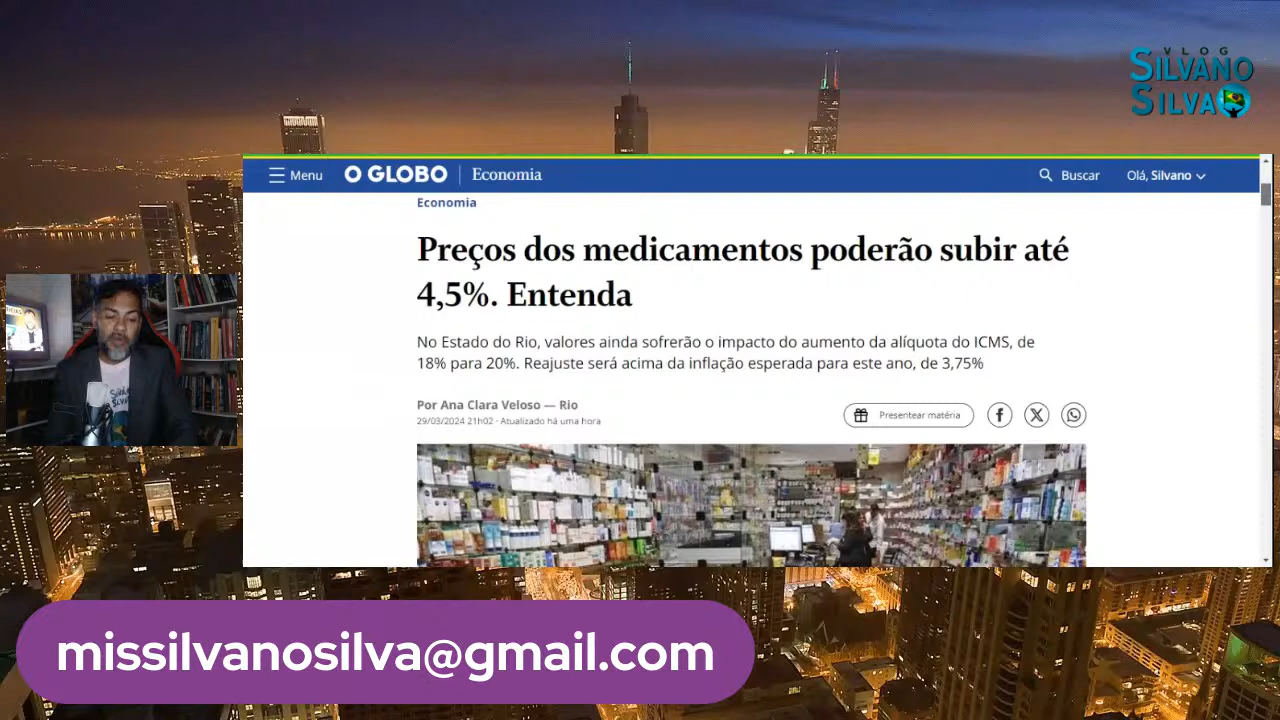 VLOG
SILVANO
SILVA
Menu
O GLOBO
Economia
Buscar
Olá, Silvano
Economia
Preços dos medicamentos poderão subir até
4,5%. Entenda
No Estado do Rio, valores ainda sofrerão o impacto do aumento da alíquota do ICMS, de
18% para 20%. Reajuste será acima da inflação esperada para este ano, de 3,75%
Por Ana Clara Veloso — Rio
29/03/2024 21h02 · Atualizado há uma hora
Presentear matéria
missilvanosilva@gmail.com